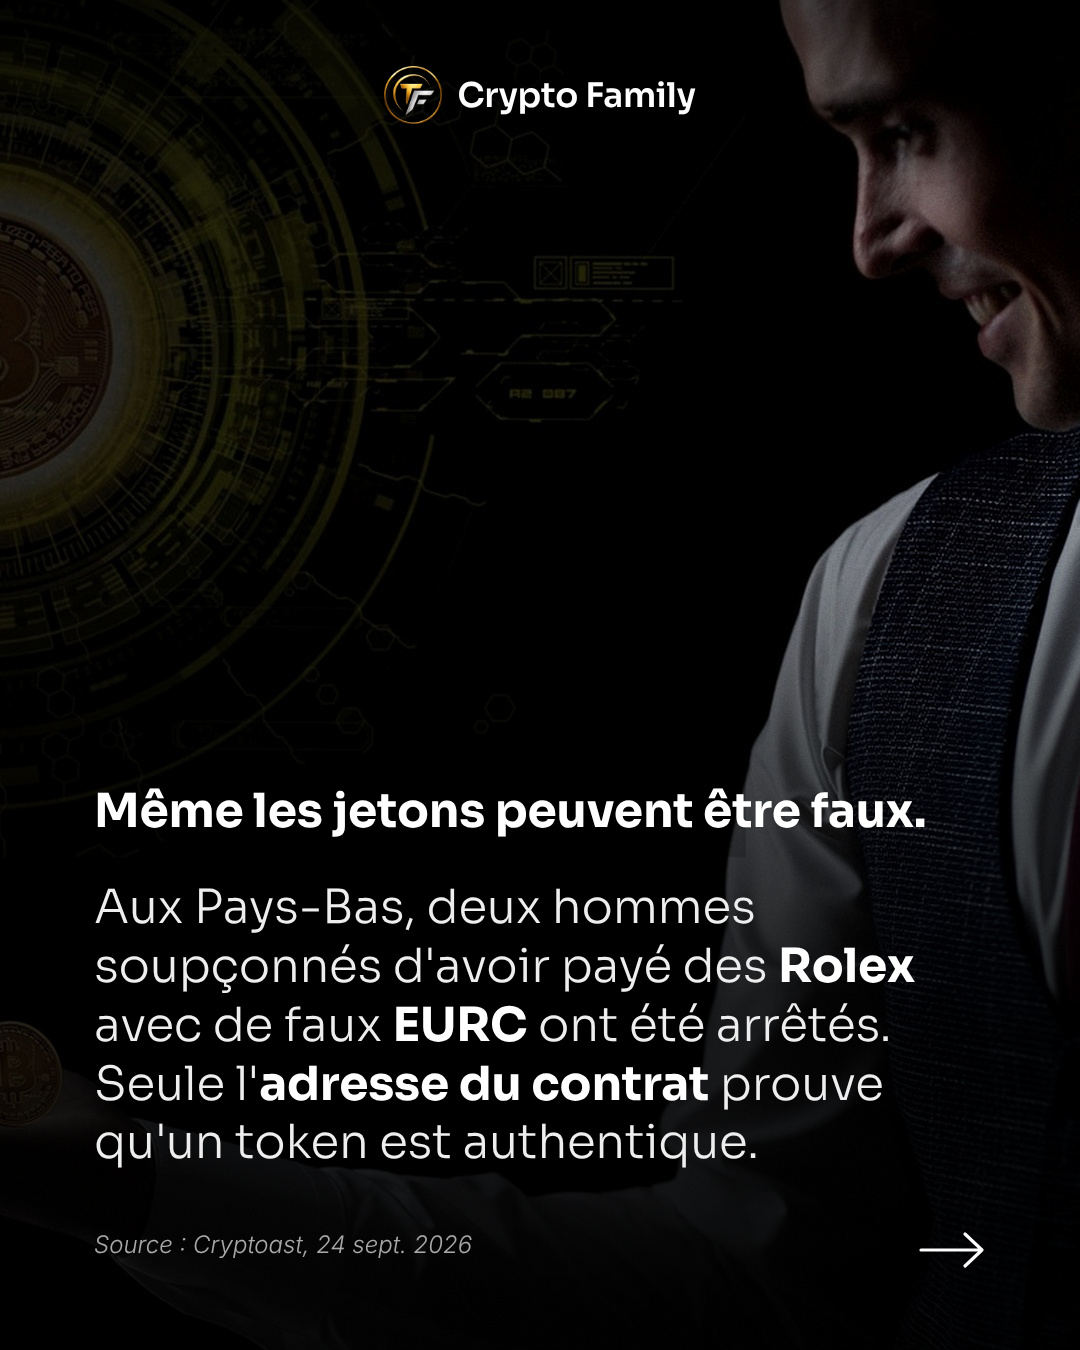 Crypto Family
A2 087
Même les jetons peuvent être faux.
Aux Pays-Bas, deux hommes
soupçonnés d'avoir payé des Rolex
avec de faux EURC ont été arrêtés.
Seule l'adresse du contrat prouve
qu'un token est authentique.
Source : Cryptoast, 24 sept. 2026